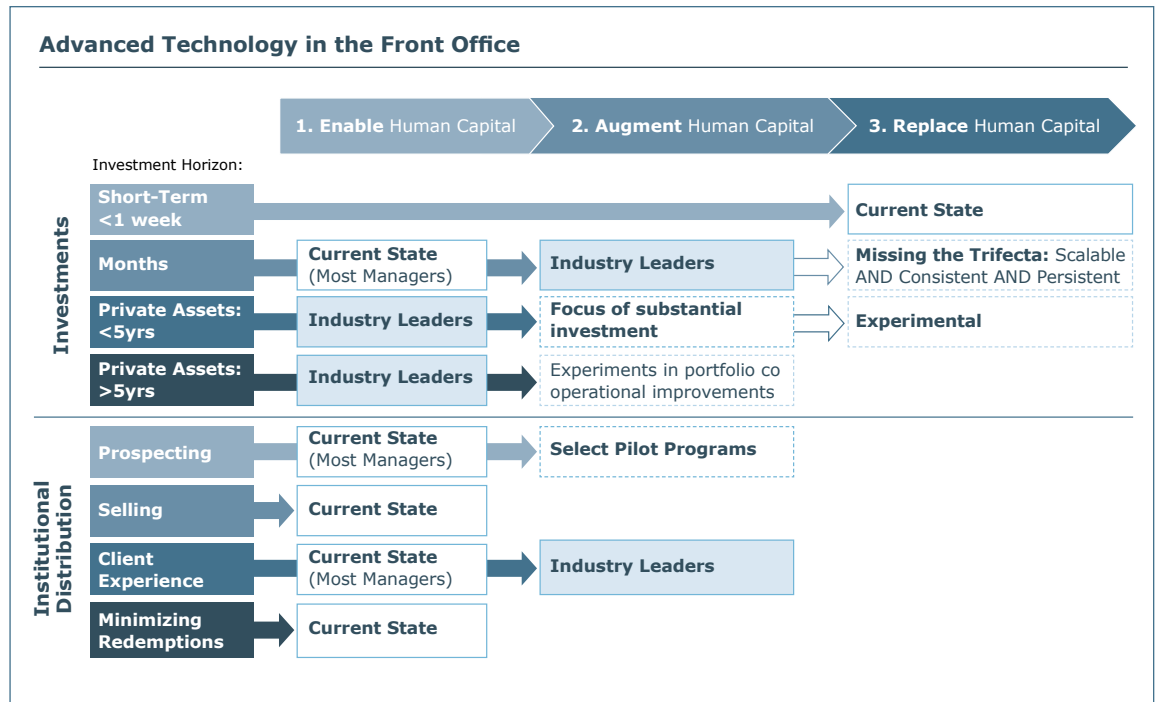 Advanced Technology in the Front Office
1. Enable Human Capital
2. Augment Human Capital
3. Replace Human Capital
Investment Horizon:
Investments
Short-Term
<1 week
Current State
Months
Current State
(Most Managers)
Industry Leaders
Missing the Trifecta: Scalable
AND Consistent AND Persistent
Private Assets:
<5yrs
Industry Leaders
Focus of substantial
investment
Experimental
Private Assets:
>5yrs
Industry Leaders
Experiments in portfolio co
operational improvements
Institutional
Distribution
Prospecting
Current State
(Most Managers)
Select Pilot Programs
Selling
Current State
Client
Experience
Current State
(Most Managers)
Industry Leaders
Minimizing
Redemptions
Current State